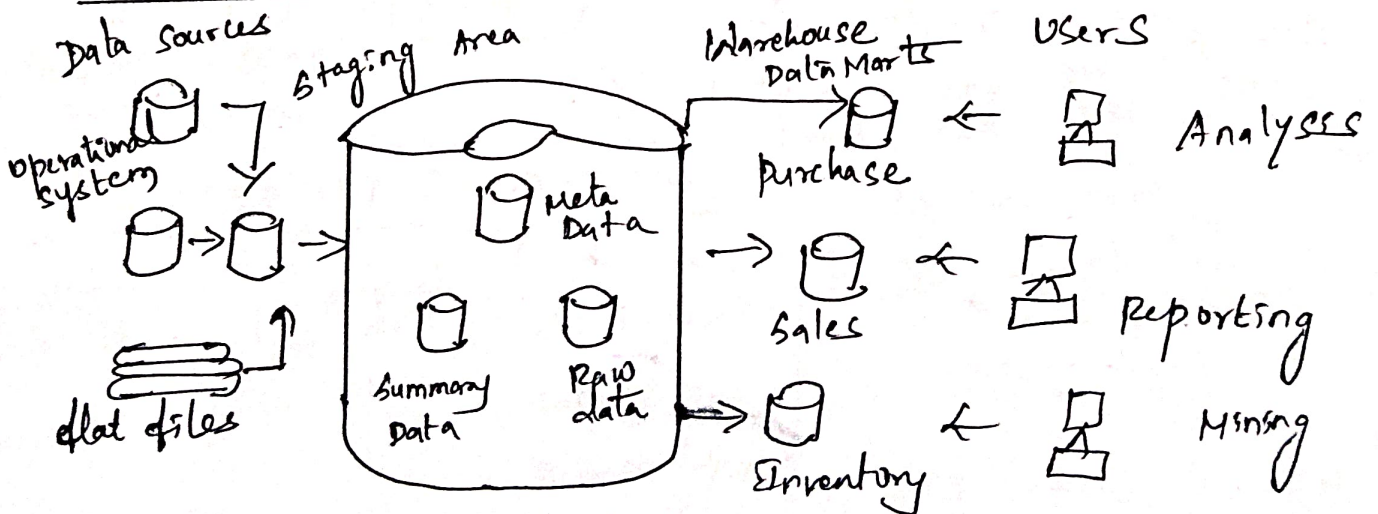 Data Sources
Staging Area
Warehouse
Data Marts
Users
Operational
system
Meta
Data
Purchase
Analysis
Summary
Data
Raw
data
Sales
Reporting
flat files
Inventory
Mining